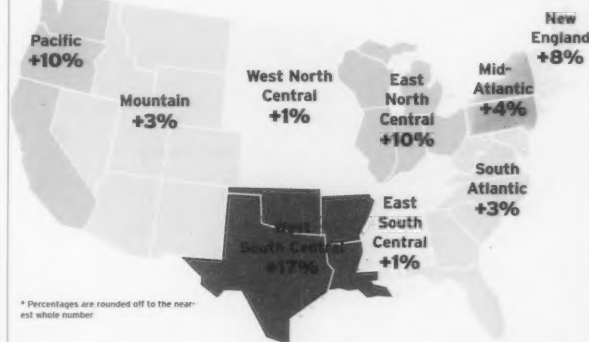 Pacific
+10%
Mountain
+3%
West North
Central
+1%
East
North
Central
+10%
Mid-
Atlantic
+4%
New
England
+8%
West
South Central
+17%
East
South
Central
+1%
South
Atlantic
+3%
* Percentages are rounded off to the near-
est whole number